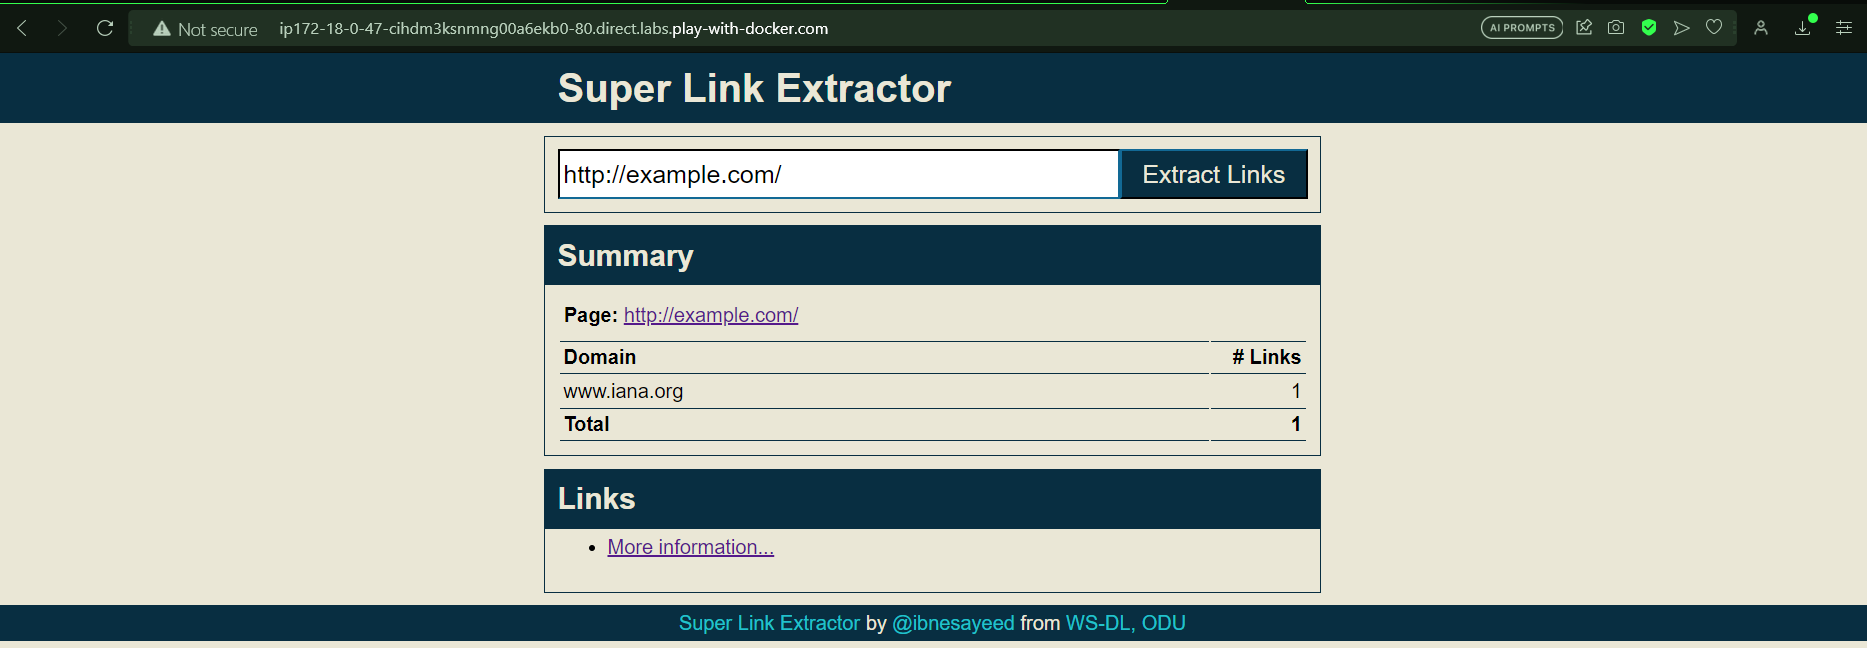 Not secure ip172-18-0-47-cihdm3ksnmng00a6ekb0-80.direct.labs.play-with-docker.com AI PROMPTS
Super Link Extractor
http://example.com/ Extract Links
Summary
Page: http://example.com/
Domain # Links
www.iana.org 1
Total 1
Links
More information...
Super Link Extractor by @ibnesayeed from WS-DL, ODU